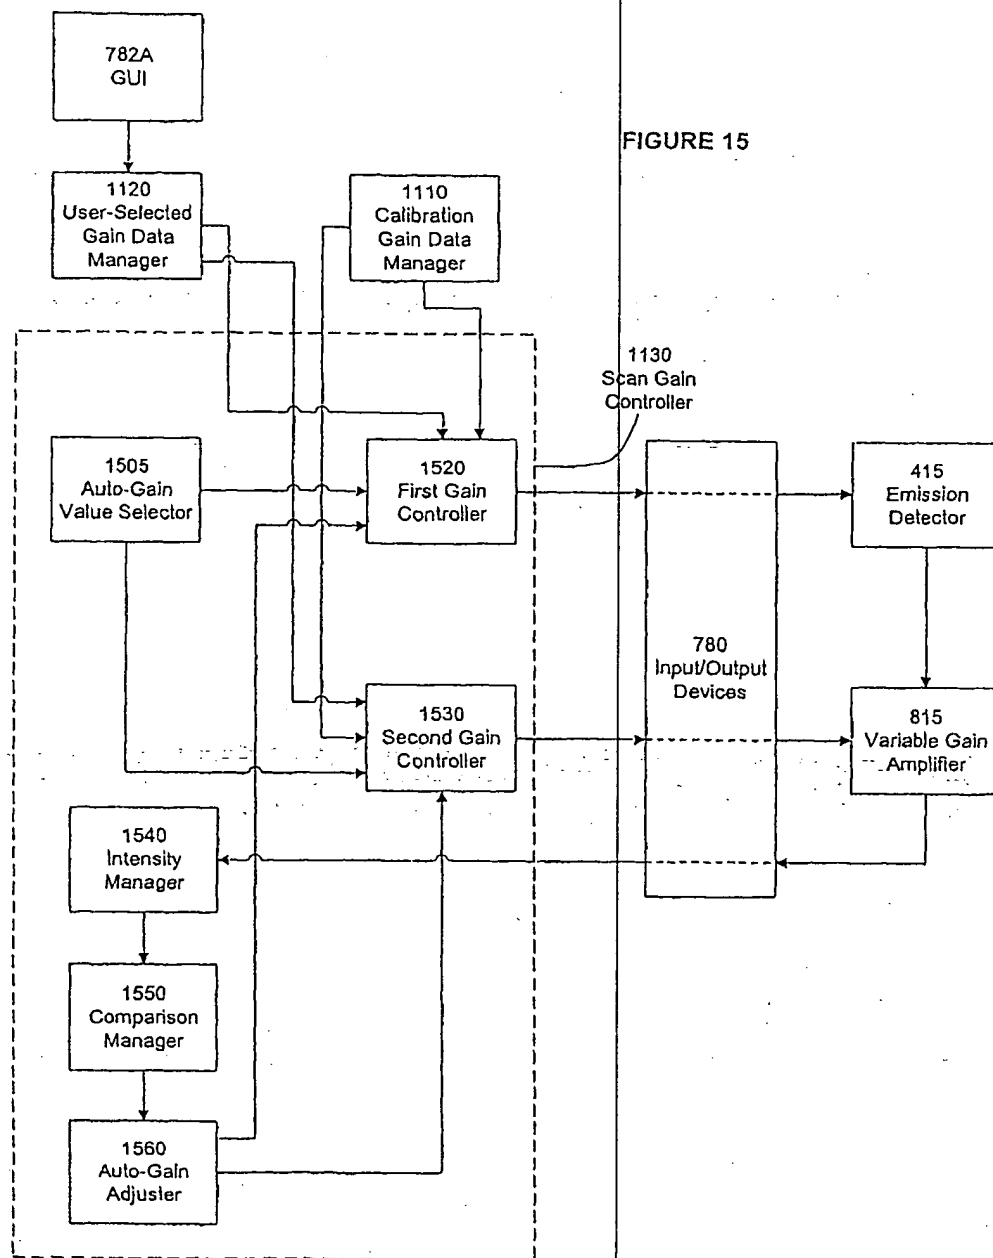 782A
GUI
FIGURE 15
1120
User-Selected
Gain Data
Manager
1110
Calibration
Gain Data
Manager
1130
Scan Gain
Controller
1505
Auto-Gain
Value Selector
1520
First Gain
Controller
415
Emission
Detector
780
Input/Output
Devices
1530
Second Gain
Controller
815
Variable Gain
Amplifier
1540
Intensity
Manager
1550
Comparison
Manager
1560
Auto-Gain
Adjuster